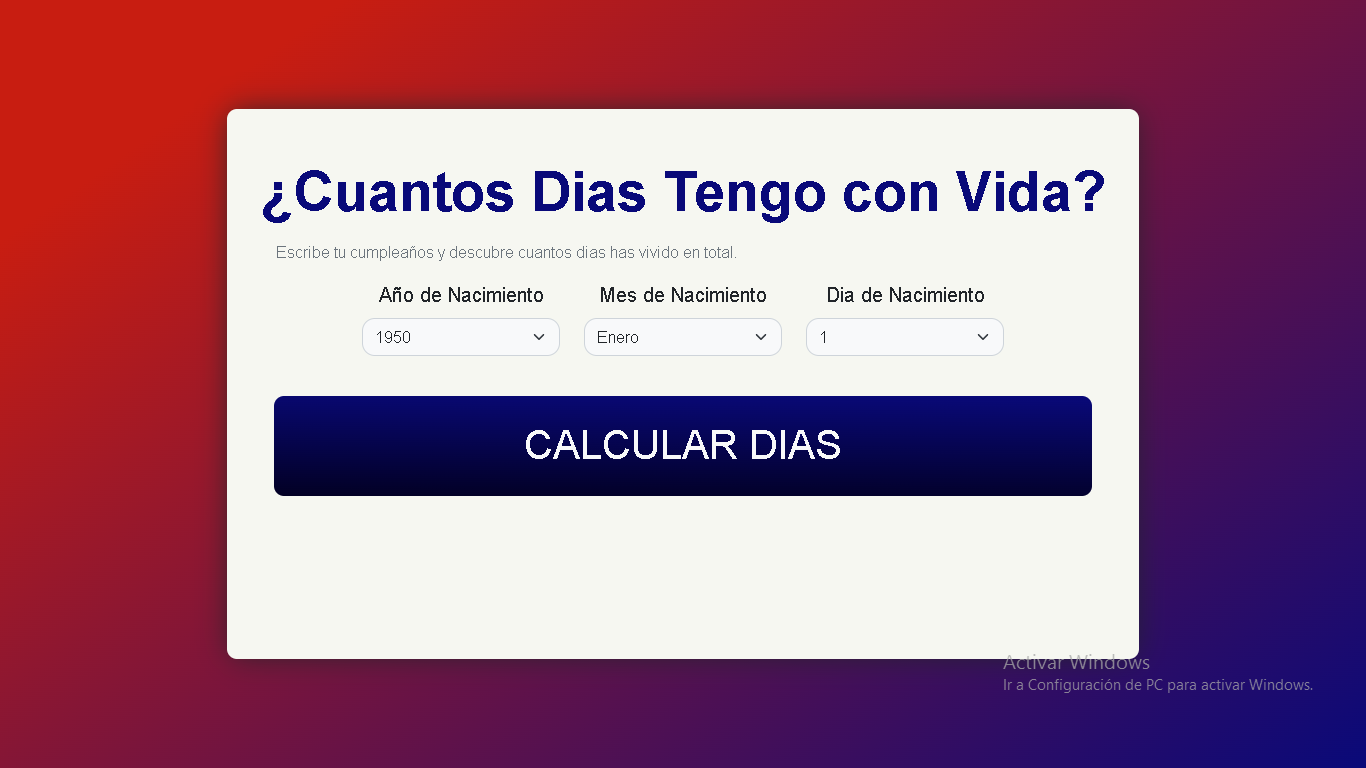 ¿Cuantos Dias Tengo con Vida?
Escribe tu cumpleaños y descubre cuantos dias has vivido en total.
Año de Nacimiento Mes de Nacimiento Dia de Nacimiento
1950 Enero 1
CALCULAR DIAS
Activar Windows
Ir a Configuración de PC para activar Windows.